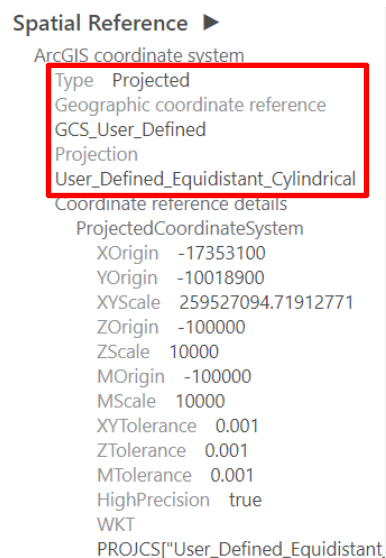 Spatial Reference ▶
ArcGIS coordinate system
Type Projected
Geographic coordinate reference
GCS_User_Defined
Projection
User_Defined_Equidistant_Cylindrical
Coordinate reference details
ProjectedCoordinateSystem
XOrigin -17353100
YOrigin -10018900
XYScale 259527094.71912771
ZOrigin -100000
ZScale 10000
MOrigin -100000
MScale 10000
XYTolerance 0.001
ZTolerance 0.001
MTolerance 0.001
HighPrecision true
WKT
PROJCS["User_Defined_Equidistant_